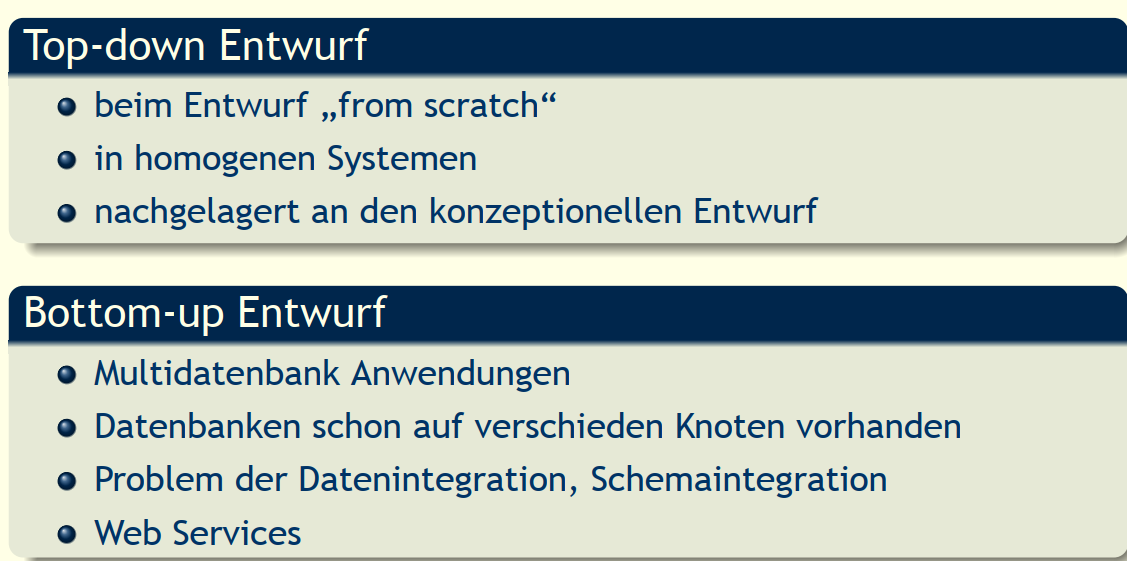 Top-down Entwurf
beim Entwurf „from scratch“
in homogenen Systemen
nachgelagert an den konzeptionellen Entwurf
Bottom-up Entwurf
Multidatenbank Anwendungen
Datenbanken schon auf verschieden Knoten vorhanden
Problem der Datenintegration, Schemaintegration
Web Services